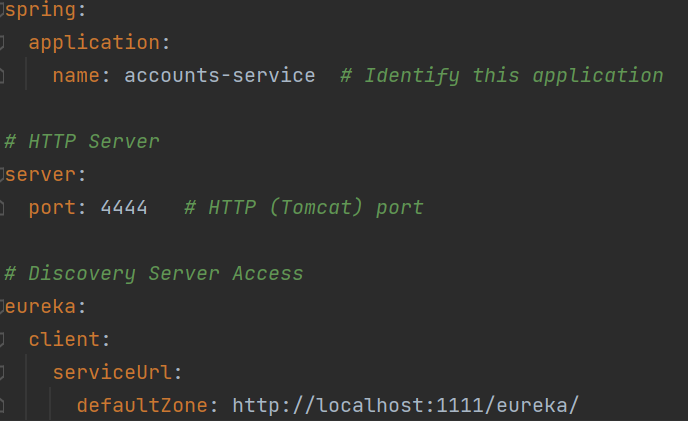 spring:
  application:
    name: accounts-service  # Identify this application

# HTTP Server
server:
  port: 4444   # HTTP (Tomcat) port

# Discovery Server Access
eureka:
  client:
    serviceUrl:
      defaultZone: http://localhost:1111/eureka/